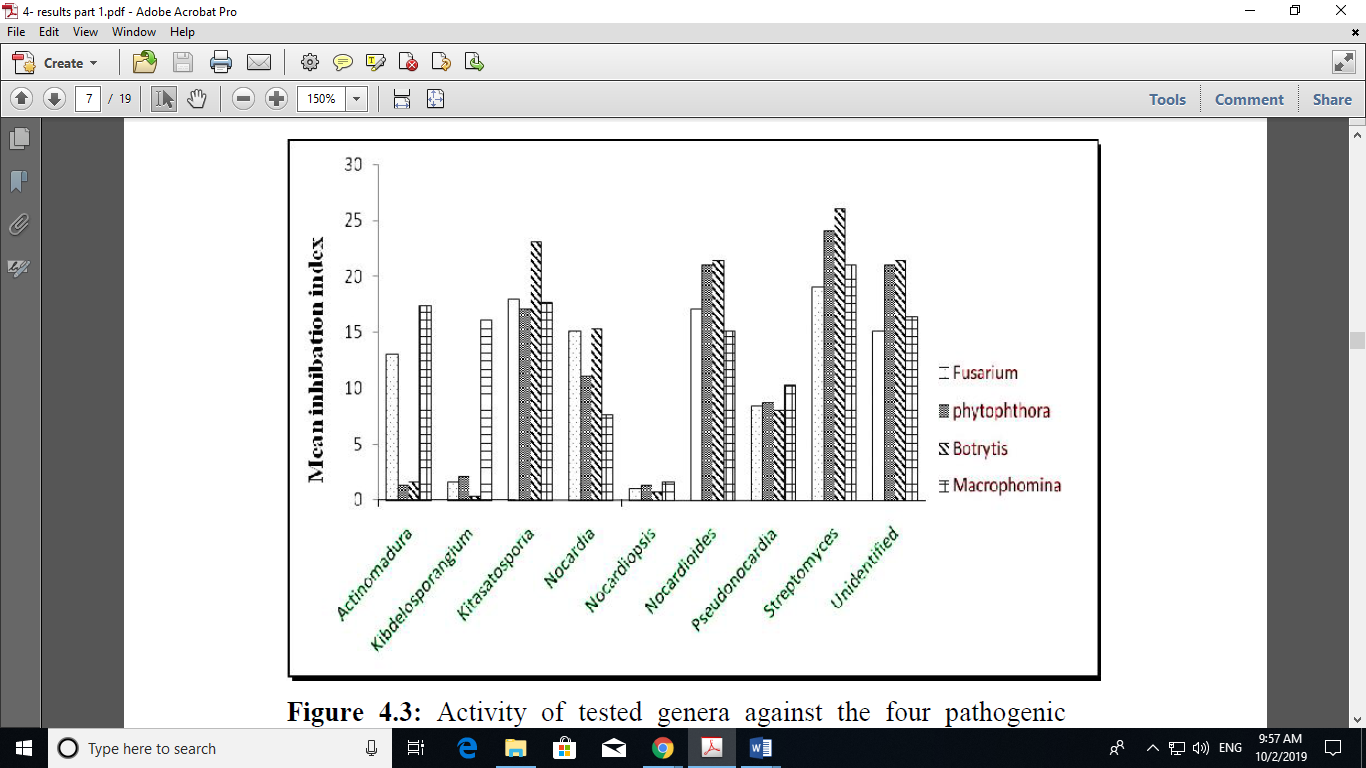 4- results part 1.pdf - Adobe Acrobat Pro
File Edit View Window Help
Create
7 / 19
150%
Tools Comment Share
Mean inhibation index
30
25
20
15
10
5
0
Actinomadura
Kibdelosporangium
Kitasatosporia
Nocardia
Nocardiopsis
Nocardioides
Pseudonocardia
Streptomyces
Unidentified
Fusarium
phytophthora
Botrytis
Macrophomina
Figure 4.3: Activity of tested genera against the four pathogenic
Type here to search
ENG
9:57 AM
10/2/2019